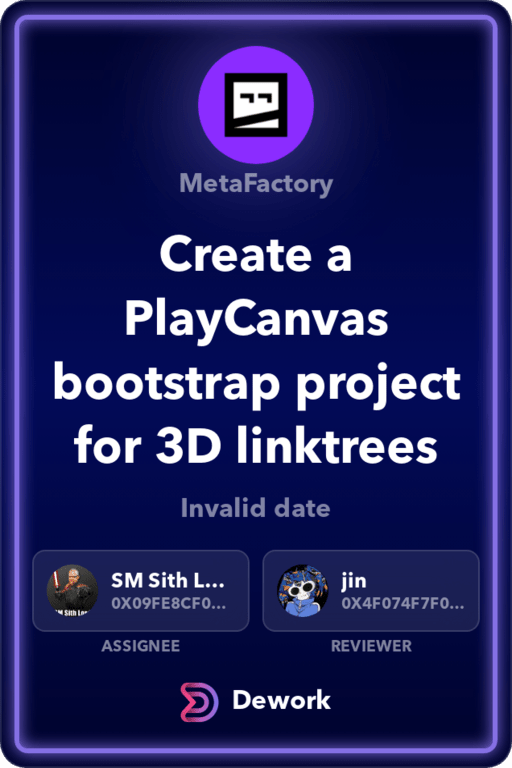 MetaFactory
Create a
PlayCanvas
bootstrap project
for 3D linktrees
Invalid date
SM Sith L...
0X09FE8CF0...
ASSIGNEE
jin
0X4F074F7F0...
REVIEWER
Dework